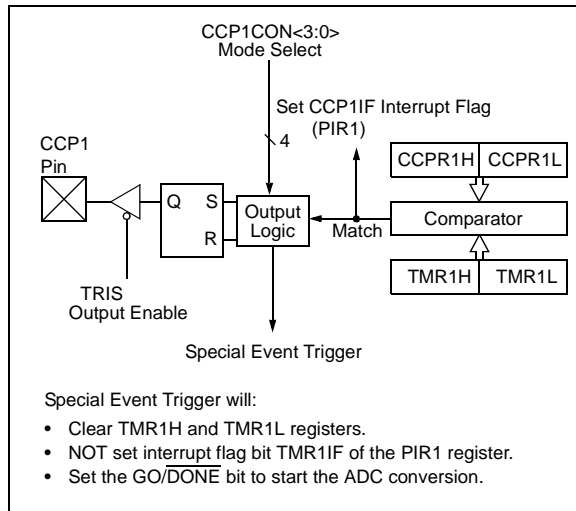 CCP1CON<3:0>
Mode Select
Set CCP1IF Interrupt Flag
(PIR1)
4
CCP1
Pin
CCPR1H CCPR1L
Q S
R
Output
Logic
Match
Comparator
TMR1H TMR1L
TRIS
Output Enable
Special Event Trigger
Special Event Trigger will:
• Clear TMR1H and TMR1L registers.
• NOT set interrupt flag bit TMR1IF of the PIR1 register.
• Set the GO/DONE bit to start the ADC conversion.